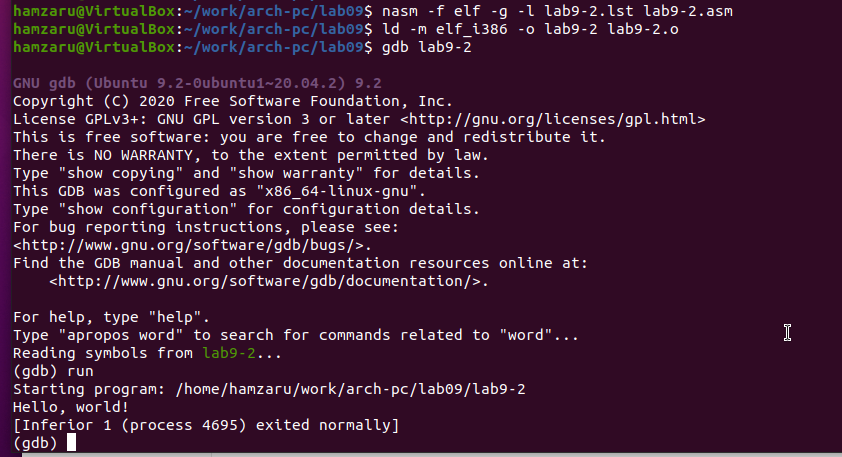 hamzaru@VirtualBox:~/work/arch-pc/lab09$ nasm -f elf -g -l lab9-2.lst lab9-2.asm
hamzaru@VirtualBox:~/work/arch-pc/lab09$ ld -m elf_i386 -o lab9-2 lab9-2.o
hamzaru@VirtualBox:~/work/arch-pc/lab09$ gdb lab9-2
GNU gdb (Ubuntu 9.2-0ubuntu1~20.04.2) 9.2
Copyright (C) 2020 Free Software Foundation, Inc.
License GPLv3+: GNU GPL version 3 or later <http://gnu.org/licenses/gpl.html>
This is free software: you are free to change and redistribute it.
There is NO WARRANTY, to the extent permitted by law.
Type "show copying" and "show warranty" for details.
This GDB was configured as "x86_64-linux-gnu".
Type "show configuration" for configuration details.
For bug reporting instructions, please see:
<http://www.gnu.org/software/gdb/bugs/>.
Find the GDB manual and other documentation resources online at:
    <http://www.gnu.org/software/gdb/documentation/>.
For help, type "help".
Type "apropos word" to search for commands related to "word"...
Reading symbols from lab9-2...
(gdb) run
Starting program: /home/hamzaru/work/arch-pc/lab09/lab9-2
Hello, world!
[Inferior 1 (process 4695) exited normally]
(gdb)